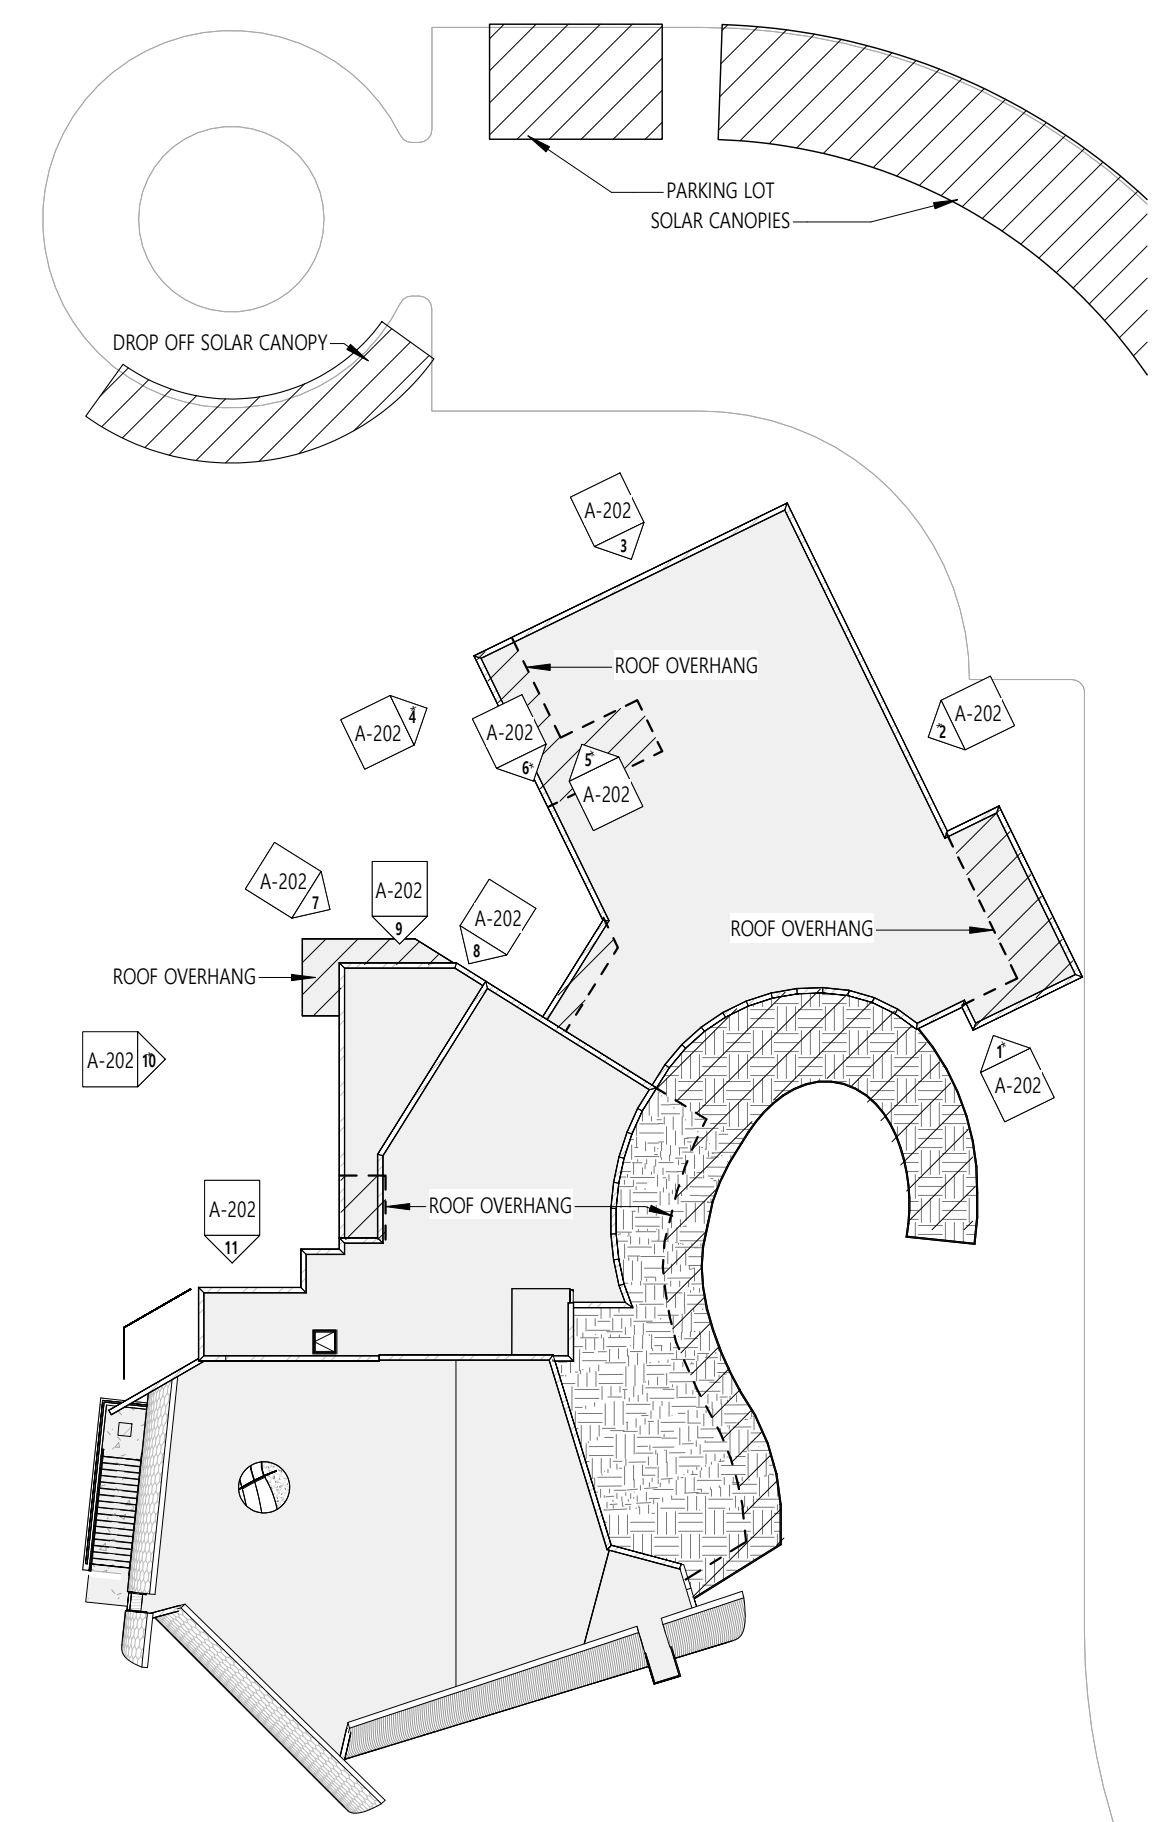 PARKING LOT
SOLAR CANOPIES
DROP OFF SOLAR CANOPY
A-202
3
ROOF OVERHANG
A-202
4*
A-202
6*
5*
A-202
A-202
2*
A-202
7
A-202
9
A-202
8
ROOF OVERHANG
ROOF OVERHANG
A-202
10*
1*
A-202
A-202
11
ROOF OVERHANG